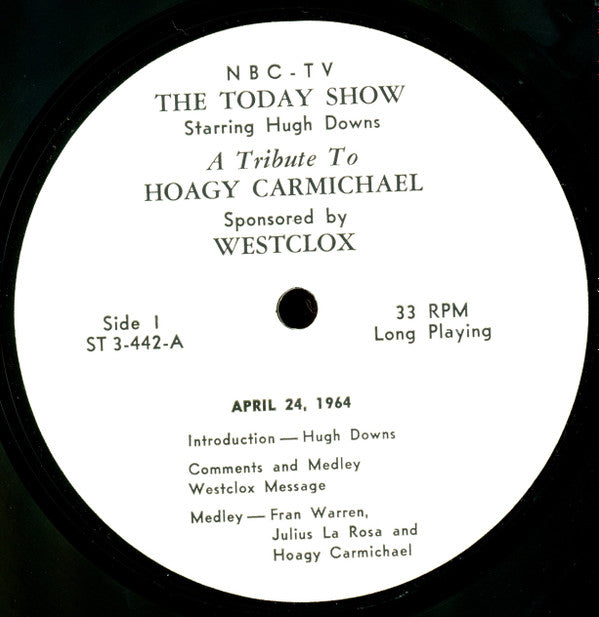 NBC-TV
THE TODAY SHOW
Starring Hugh Downs
A Tribute To
HOAGY CARMICHAEL
Sponsored by
WESTCLOX
Side 1
ST 3-442-A
33 RPM
Long Playing
APRIL 24, 1964
Introduction — Hugh Downs
Comments and Medley
Westclox Message
Medley — Fran Warren,
Julius La Rosa and
Hoagy Carmichael